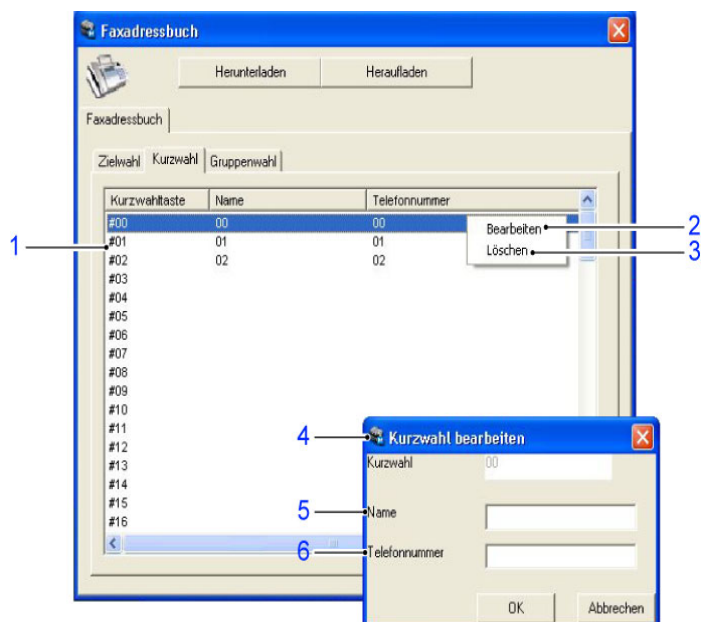 Faxadressbuch
Herunterladen Heraufladen
Faxadressbuch
Zielwahl Kurzwahl Gruppenwahl
Kurzwahltaste Name Telefonnummer
#00 00 00
Bearbeiten 2
1 #01 01 01
Löschen 3
#02 02 02
#03
#04
#05
#06
#07
#08
#09
#10
#11
#12
#13
#14
#15
#16
4 Kurzwahl bearbeiten
Kurzwahl 00
5 Name
6 Telefonnummer
OK Abbrechen